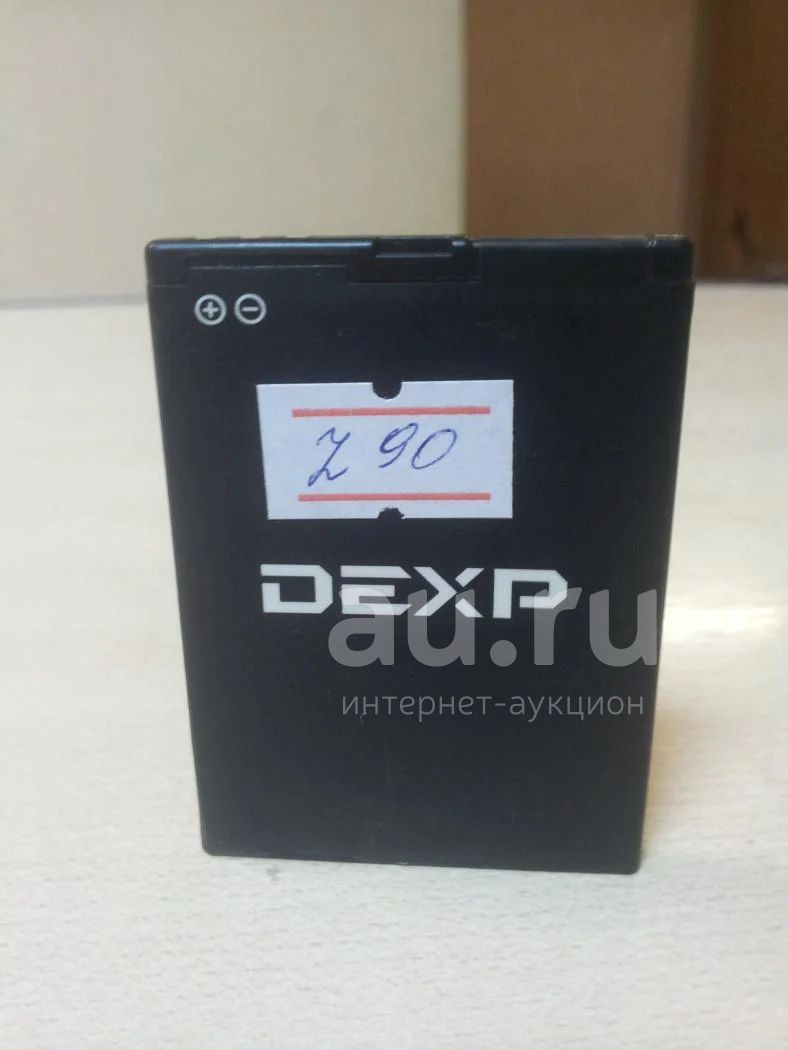 Z 90
DEXP
au.ru
интернет-аукцион